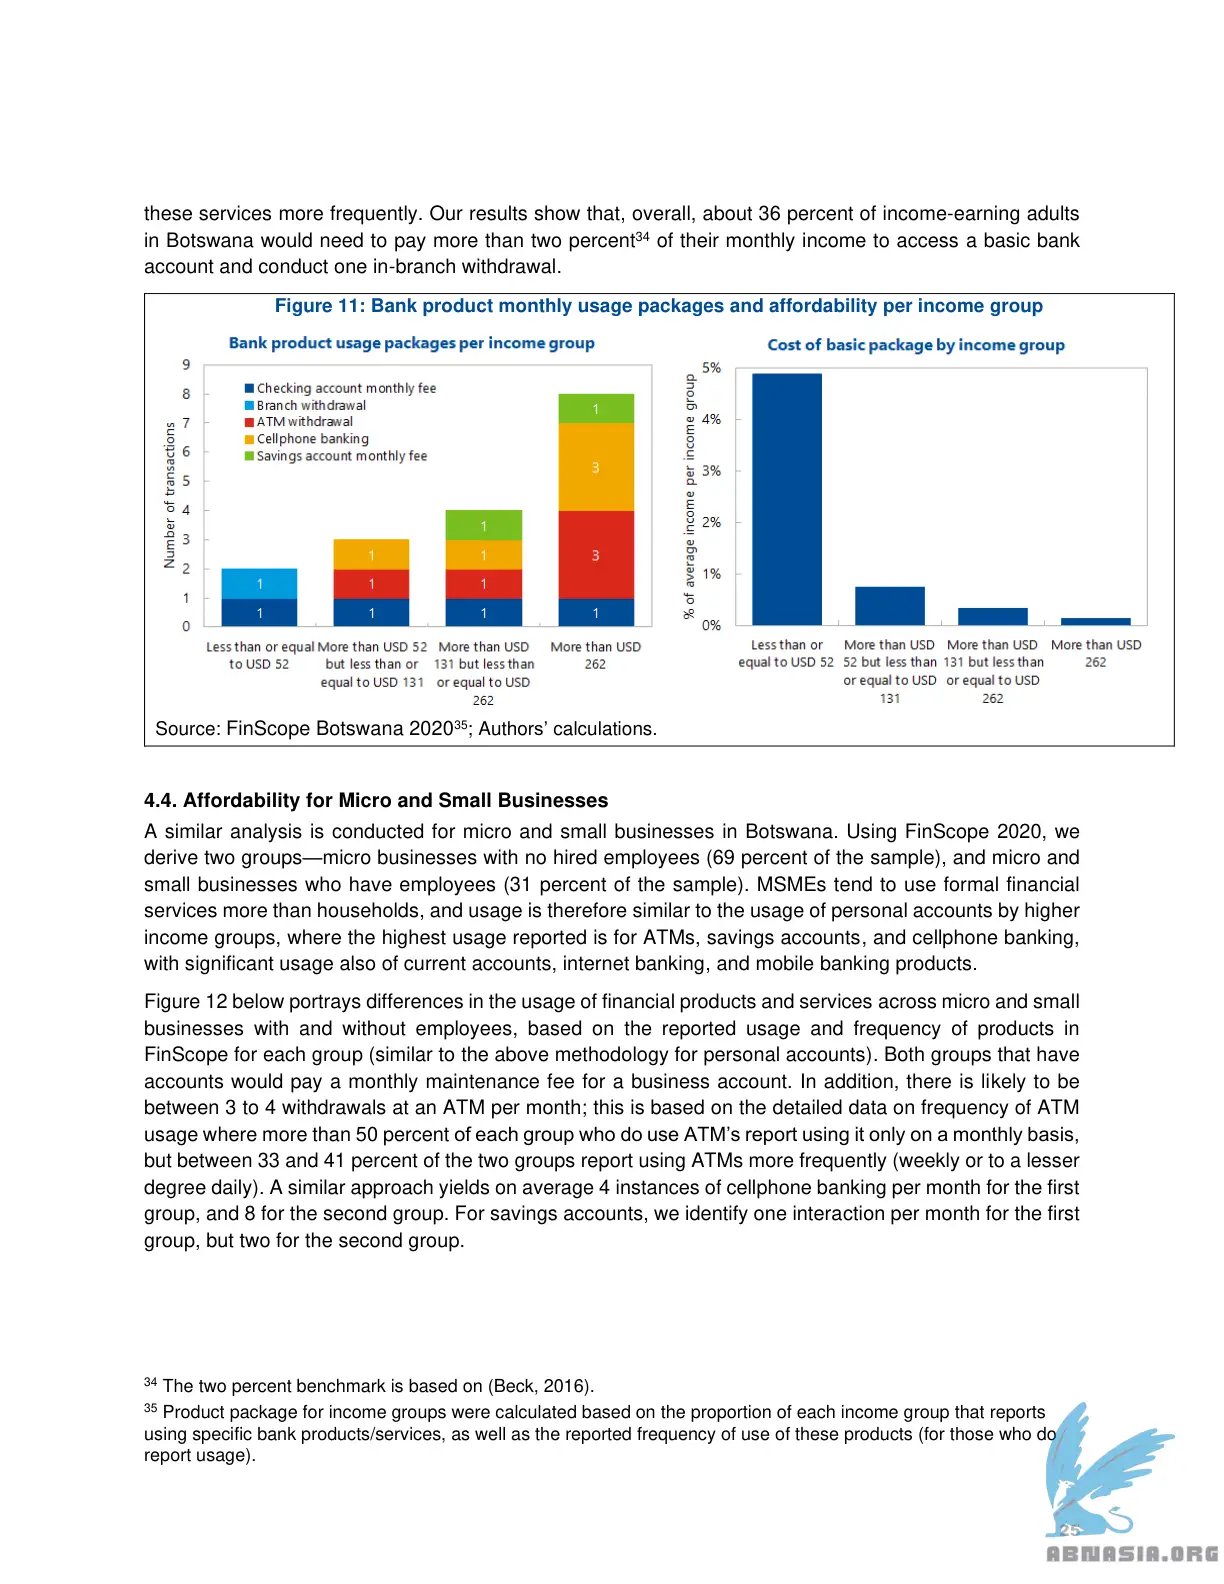 these services more frequently. Our results show that, overall, about 36 percent of income-earning adults
in Botswana would need to pay more than two percent34 of their monthly income to access a basic bank
account and conduct one in-branch withdrawal.
Figure 11: Bank product monthly usage packages and affordability per income group
Bank product usage packages per income group
9
8
7
6
5
4
3
2
1
0
Number of transactions
Checking account monthly fee
Branch withdrawal
ATM withdrawal
Cellphone banking
Savings account monthly fee
1
1
1
1
1
1
1
1
1
1
3
3
1
Less than or equal to USD 52
More than USD 52 but less than or equal to USD 131
More than USD 131 but less than or equal to USD 262
More than USD 262
Cost of basic package by income group
5%
4%
3%
2%
1%
0%
% of average income per income group
Less than or equal to USD 52
More than USD 52 but less than or equal to USD 131
More than USD 131 but less than or equal to USD 262
More than USD 262
Source: FinScope Botswana 202035; Authors’ calculations.
4.4. Affordability for Micro and Small Businesses
A similar analysis is conducted for micro and small businesses in Botswana. Using FinScope 2020, we
derive two groups—micro businesses with no hired employees (69 percent of the sample), and micro and
small businesses who have employees (31 percent of the sample). MSMEs tend to use formal financial
services more than households, and usage is therefore similar to the usage of personal accounts by higher
income groups, where the highest usage reported is for ATMs, savings accounts, and cellphone banking,
with significant usage also of current accounts, internet banking, and mobile banking products.
Figure 12 below portrays differences in the usage of financial products and services across micro and small
businesses with and without employees, based on the reported usage and frequency of products in
FinScope for each group (similar to the above methodology for personal accounts). Both groups that have
accounts would pay a monthly maintenance fee for a business account. In addition, there is likely to be
between 3 to 4 withdrawals at an ATM per month; this is based on the detailed data on frequency of ATM
usage where more than 50 percent of each group who do use ATM’s report using it only on a monthly basis,
but between 33 and 41 percent of the two groups report using ATMs more frequently (weekly or to a lesser
degree daily). A similar approach yields on average 4 instances of cellphone banking per month for the first
group, and 8 for the second group. For savings accounts, we identify one interaction per month for the first
group, but two for the second group.
34 The two percent benchmark is based on (Beck, 2016).
35 Product package for income groups were calculated based on the proportion of each income group that reports
using specific bank products/services, as well as the reported frequency of use of these products (for those who do
report usage).
25
ABNASIA.ORG